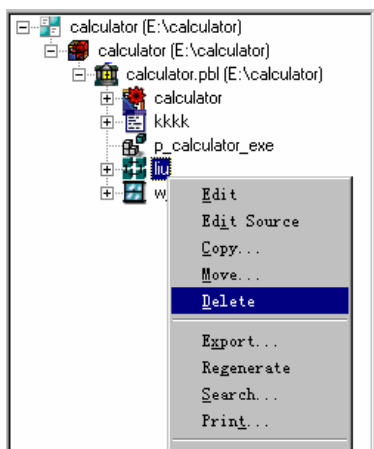 calculator (E:\calculator)
calculator (E:\calculator)
calculator.pbl (E:\calculator)
calculator
kkkk
p_calculator_exe
liu
w_
Edit
Edit Source
Copy...
Move...
Delete
Export...
Regenerate
Search...
Print...